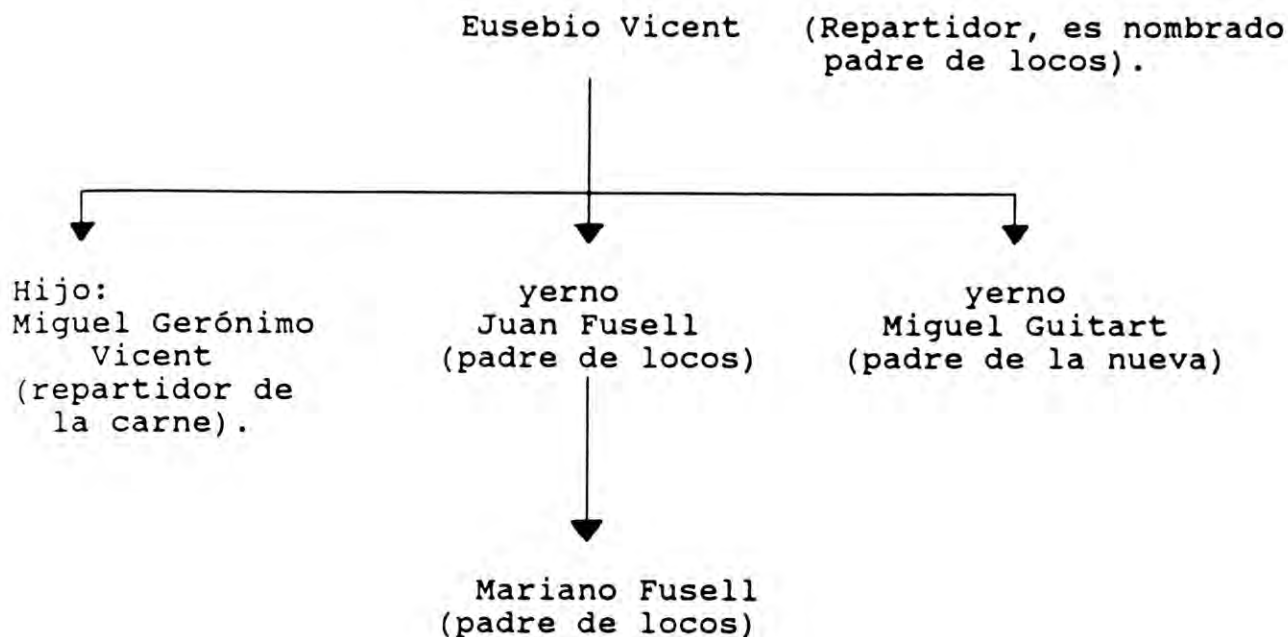 Eusebio Vicent (Repartidor, es nombrado
padre de locos).
Hijo:
Miguel Gerónimo
Vicent
(repartidor de
la carne).
yerno
Juan Fusell
(padre de locos)
yerno
Miguel Guitart
(padre de la nueva)
Mariano Fusell
(padre de locos)